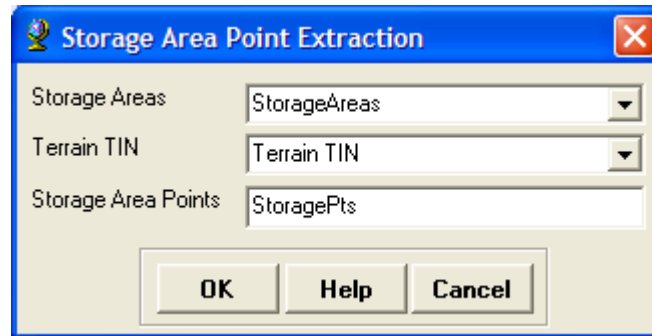 Storage Area Point Extraction
Storage Areas StorageAreas
Terrain TIN Terrain TIN
Storage Area Points StoragePts
OK Help Cancel